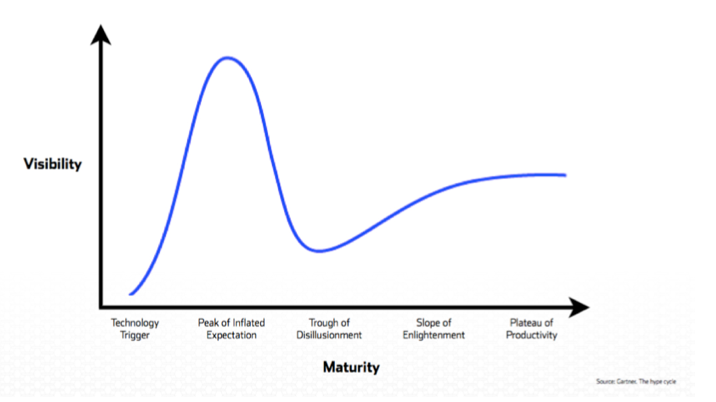 Visibility
Technology
Trigger
Peak of Inflated
Expectation
Trough of
Disillusionment
Slope of
Enlightenment
Plateau of
Productivity
Maturity
Source: Gartner. The hype cycle